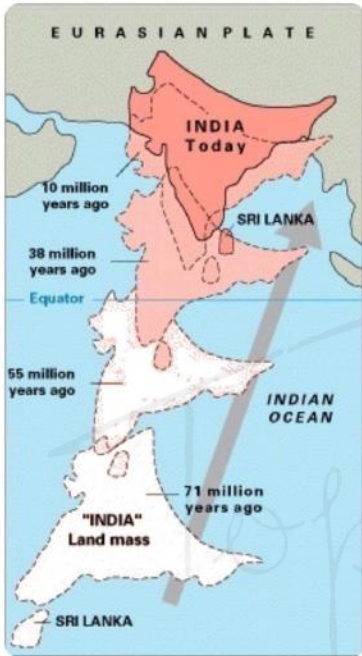 EURASIAN PLATE
INDIA
Today
10 million
years ago
SRI LANKA
38 million
years ago
Equator
55 million
years ago
INDIAN
OCEAN
71 million
years ago
"INDIA"
Land mass
SRI LANKA